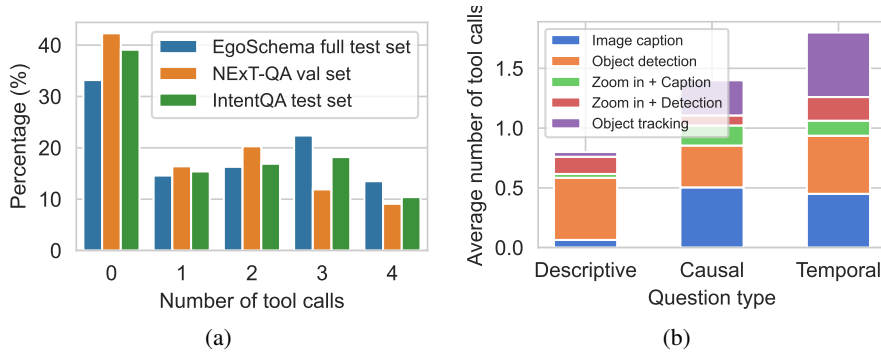 Percentage (%)
40
30
20
10
0
EgoSchema full test set
NExT-QA val set
IntentQA test set
0 1 2 3 4
Number of tool calls
(a)
Average number of tool calls
1.5
1.0
0.5
0.0
Image caption
Object detection
Zoom in + Caption
Zoom in + Detection
Object tracking
Descriptive Causal Temporal
Question type
(b)